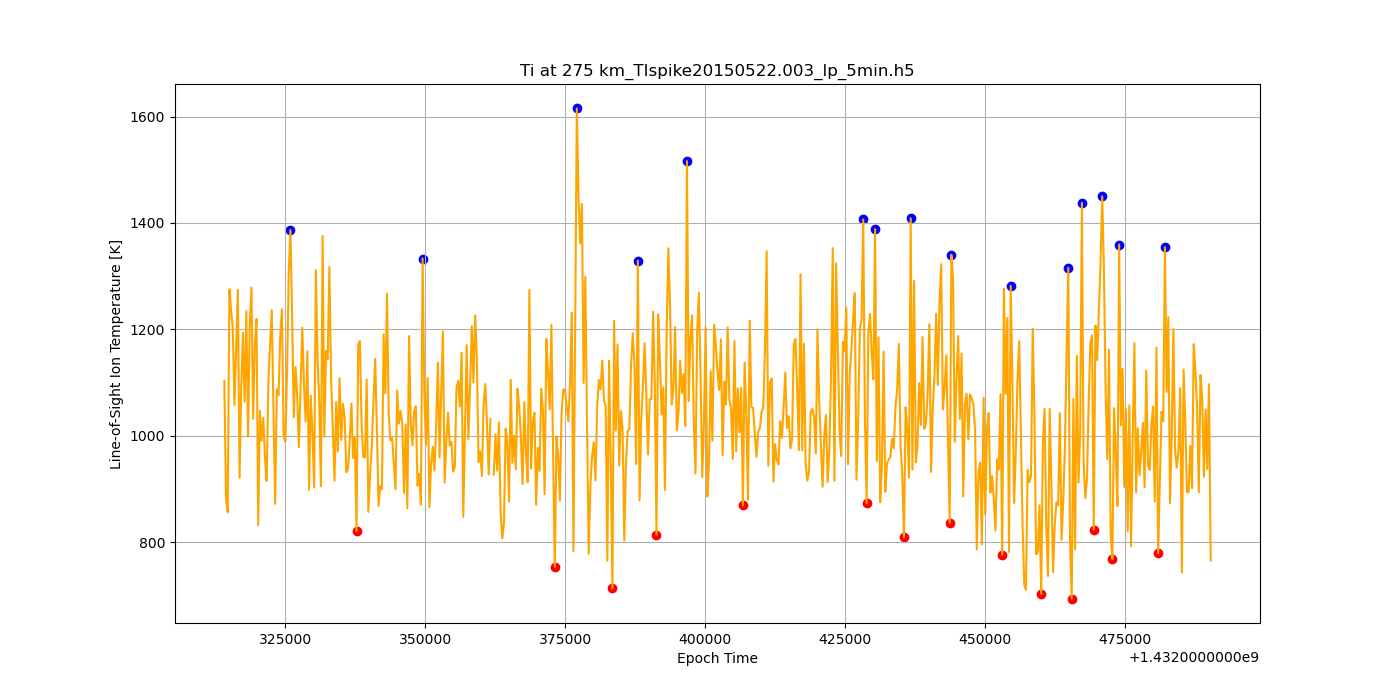 Ti at 275 km_TIspike20150522.003_lp_5min.h5
Line-of-Sight Ion Temperature [K]
1600
1400
1200
1000
800
325000 350000 375000 400000 425000 450000 475000
Epoch Time
+1.4320000000e9